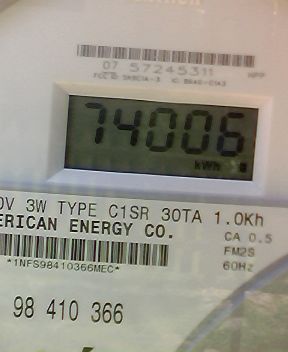 07 57245311
74006
kWh
0V 3W TYPE C1SR 30TA 1.0Kh
ERICAN ENERGY CO.
CA 0.5
FM2S
60Hz
*1NFS98410366MEC*
98 410 366